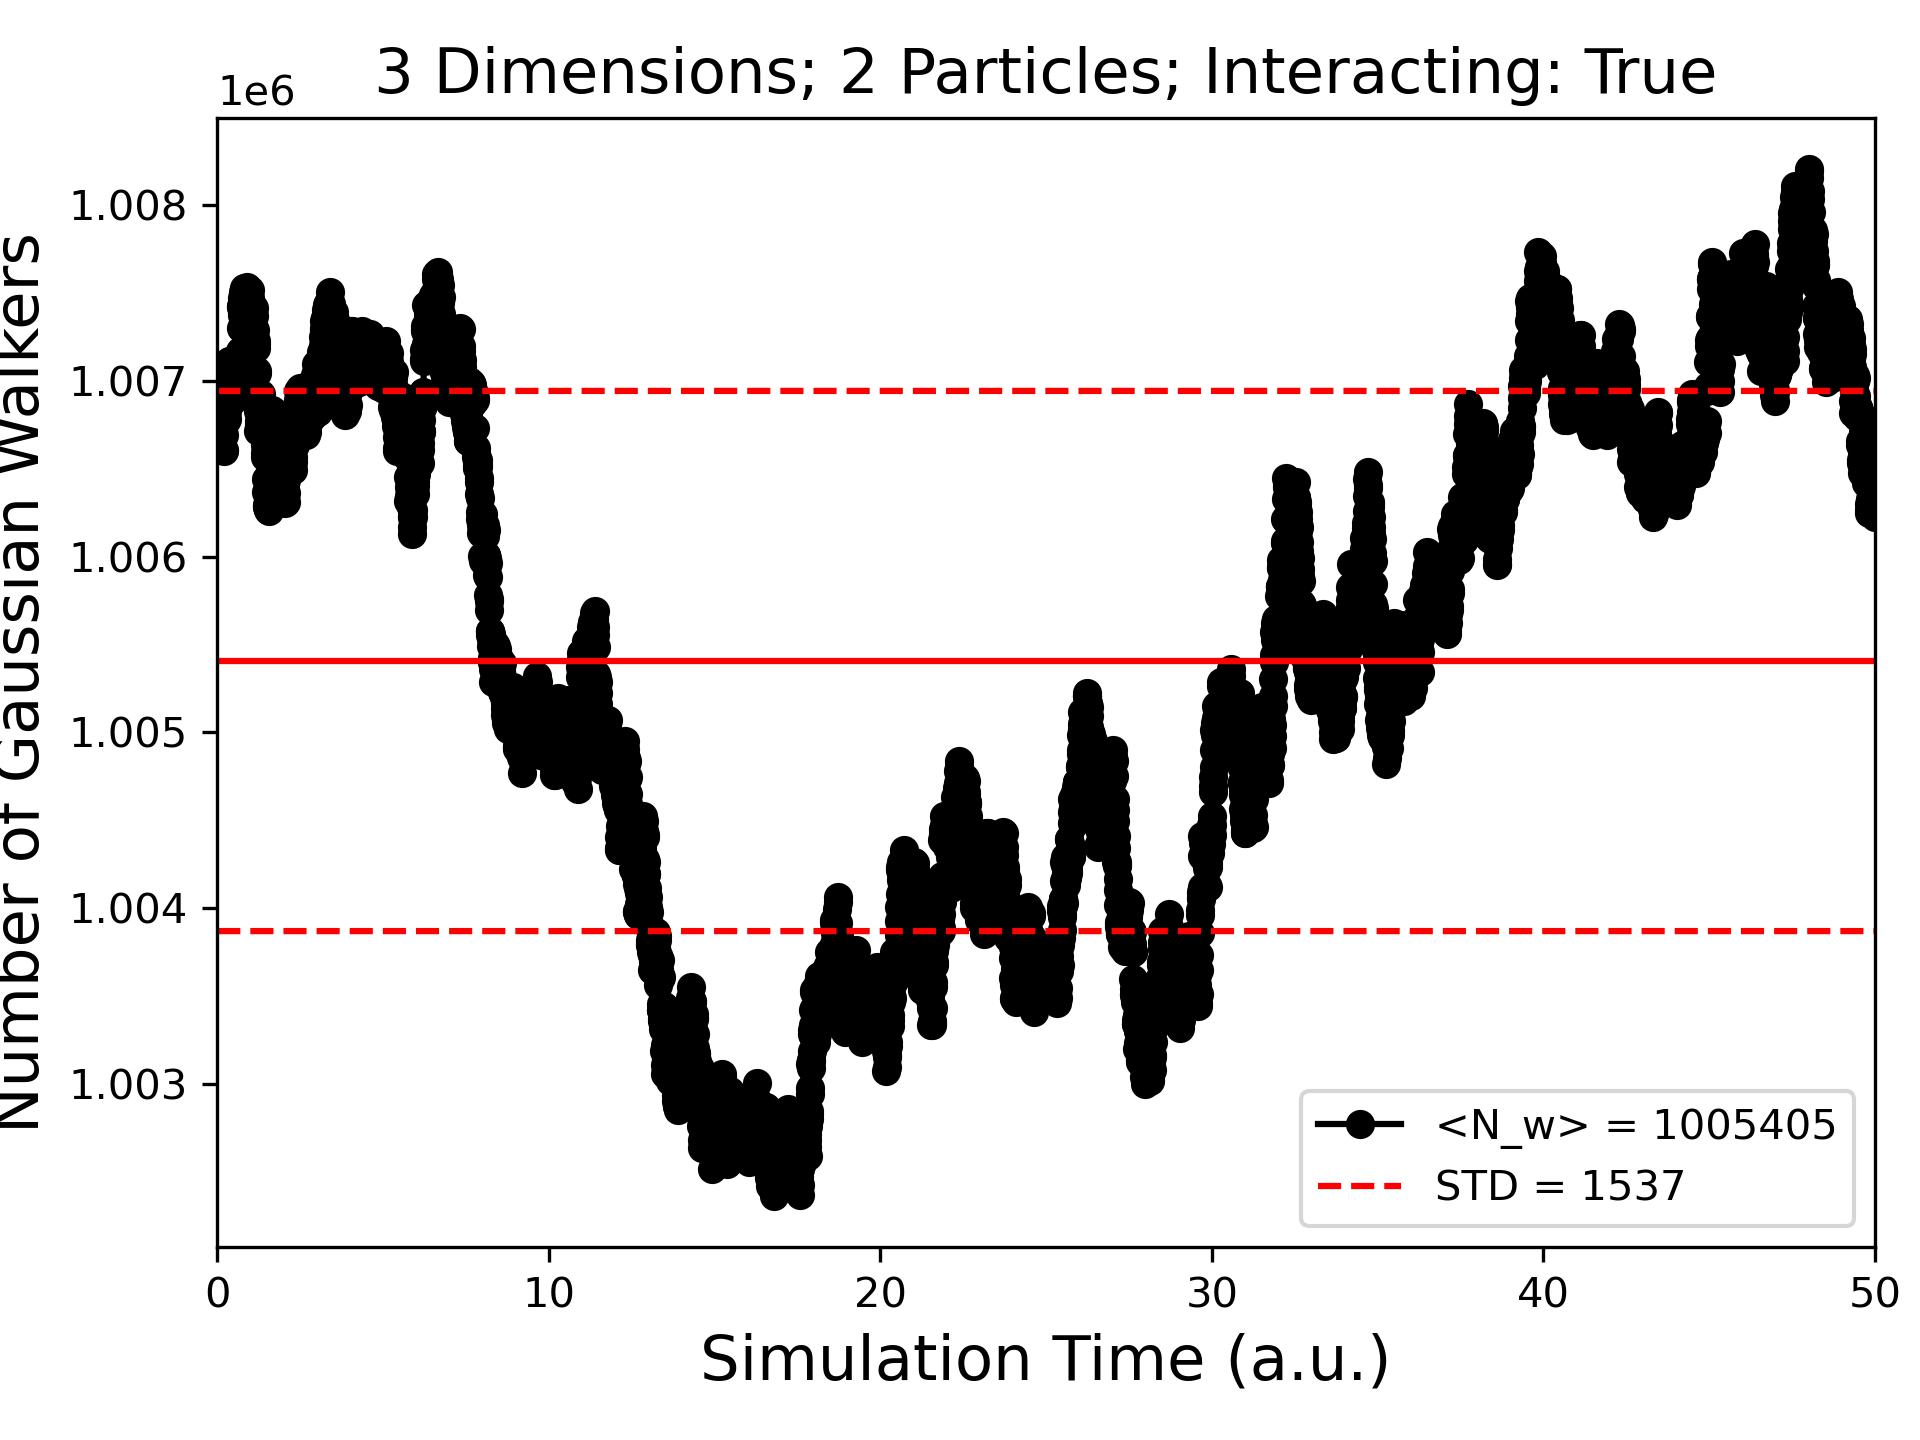 3 Dimensions; 2 Particles; Interacting: True
1e6
Number of Gaussian Walkers
1.008
1.007
1.006
1.005
1.004
1.003
<N_w> = 1005405
STD = 1537
0 10 20 30 40 50
Simulation Time (a.u.)